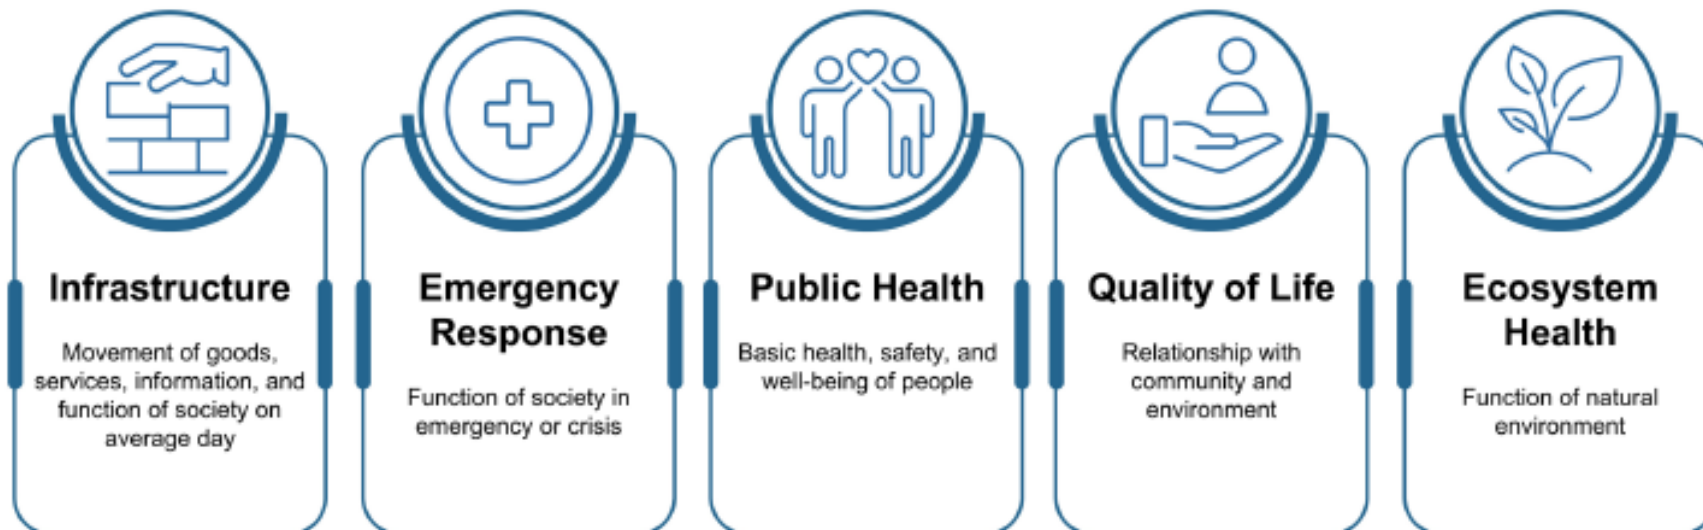 Infrastructure
Movement of goods,
services, information, and
function of society on
average day
Emergency
Response
Function of society in
emergency or crisis
Public Health
Basic health, safety, and
well-being of people
Quality of Life
Relationship with
community and
environment
Ecosystem
Health
Function of natural
environment